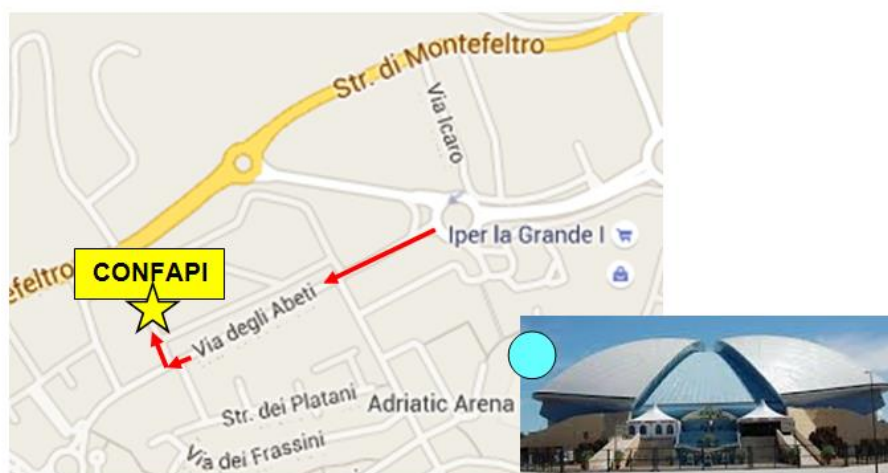 Str. di Montefeltro
Via Icaro
Iper la Grande I
efeltro
CONFAPI
Via degli Abeti
Str. dei Platani
Adriatic Arena
Via dei Frassini